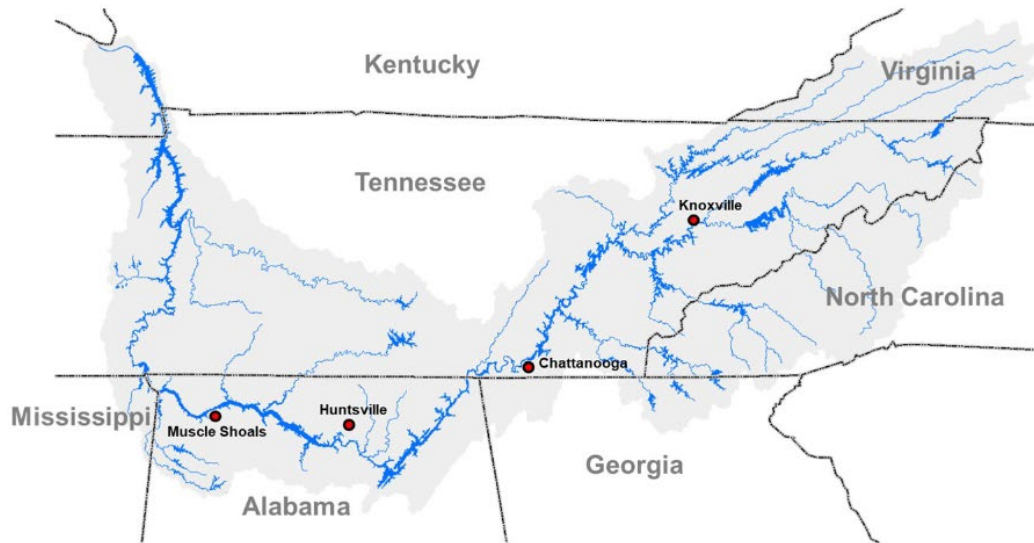 Kentucky
Virginia
Tennessee
Knoxville
North Carolina
Chattanooga
Mississippi
Huntsville
Muscle Shoals
Georgia
Alabama